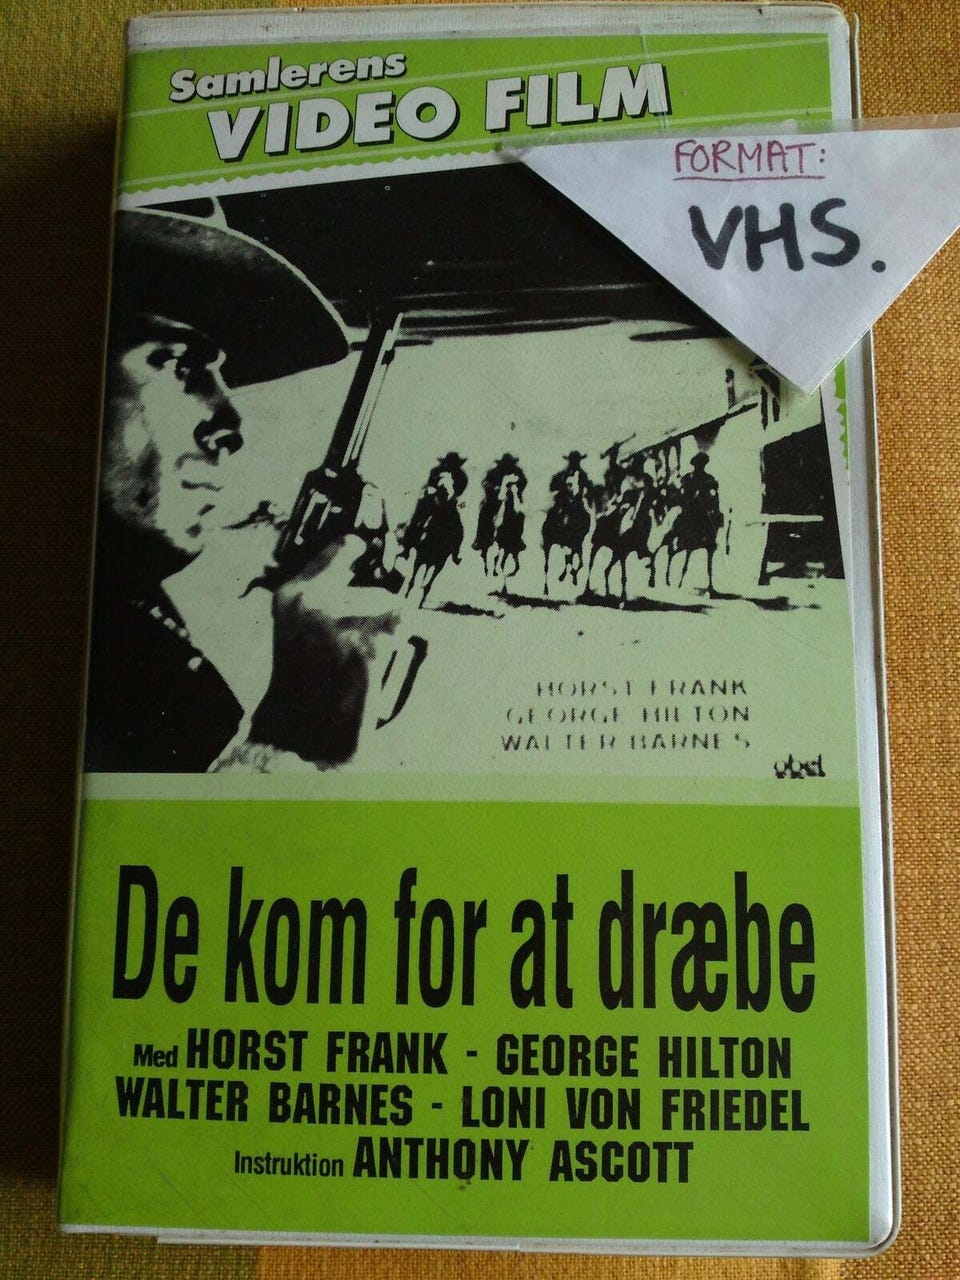 Samlerens
VIDEO FILM
FORMAT:
VHS.
HORST FRANK
GEORGE HILTON
WALTER BARNES
obel
De kom for at dræbe
Med HORST FRANK - GEORGE HILTON
WALTER BARNES - LONI VON FRIEDEL
Instruktion ANTHONY ASCOTT